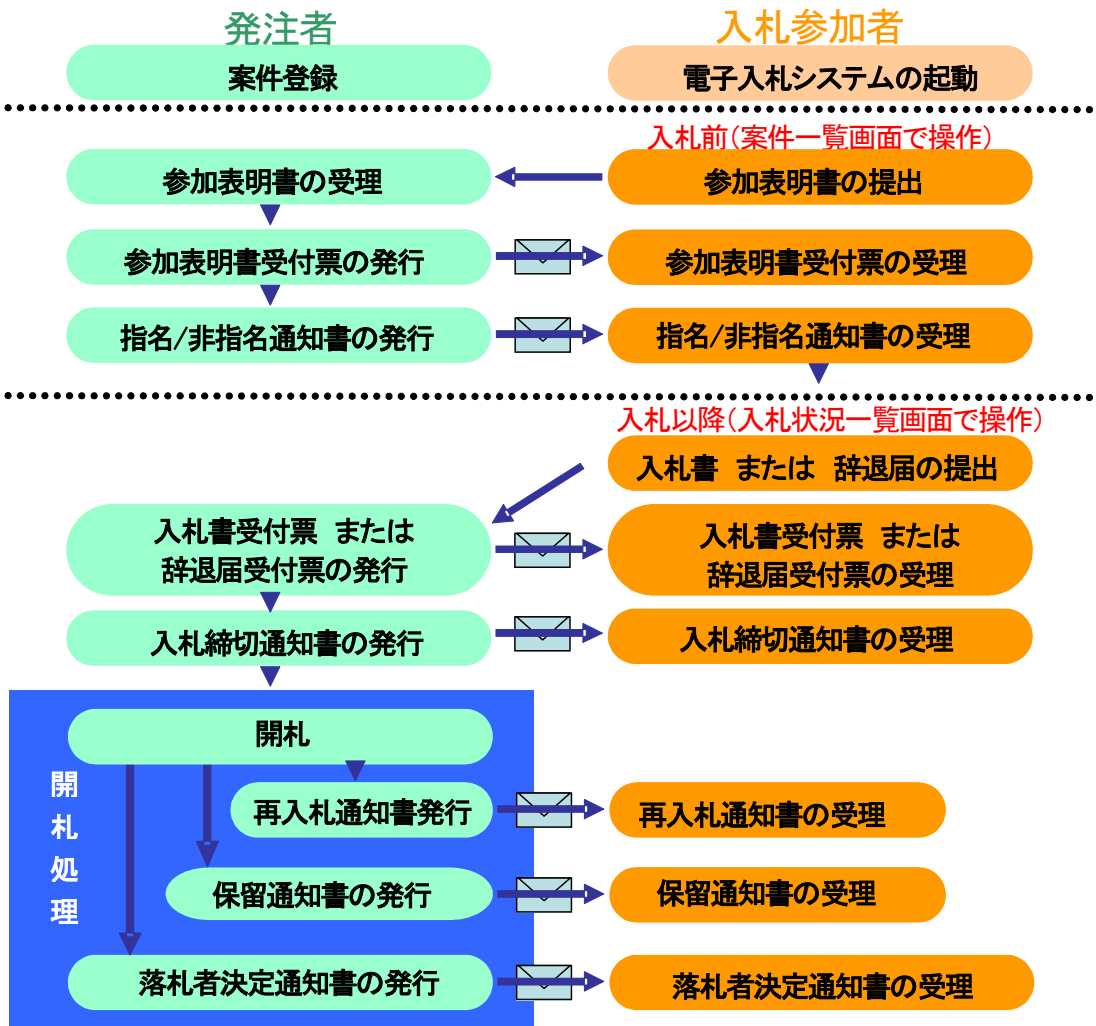 発注者
入札参加者
案件登録
電子入札システムの起動
入札前(案件一覧画面で操作)
参加表明書の受理
参加表明書の提出
参加表明書受付票の発行
参加表明書受付票の受理
指名/非指名通知書の発行
指名/非指名通知書の受理
入札以降(入札状況一覧画面で操作)
入札書 または 辞退届の提出
入札書受付票 または
辞退届受付票の発行
入札書受付票 または
辞退届受付票の受理
入札締切通知書の発行
入札締切通知書の受理
開札処理
開札
再入札通知書発行
再入札通知書の受理
保留通知書の発行
保留通知書の受理
落札者決定通知書の発行
落札者決定通知書の受理